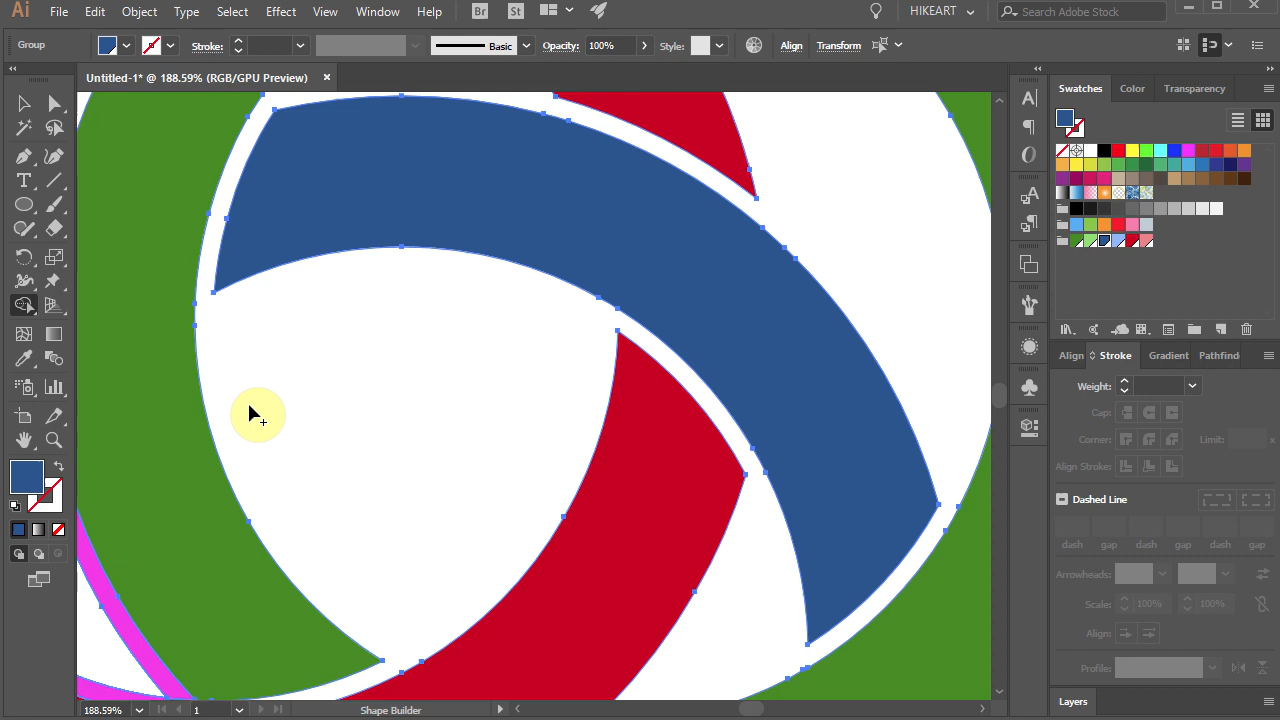 Ai File Edit Object Type Select Effect View Window Help Br St HIKEART Search Adobe Stock
Group Stroke: Basic Opacity: 100% Style: Align Transform
Untitled-1* @ 188.59% (RGB/GPU Preview) ×
Swatches Color Transparency
Align Stroke Gradient Pathfind
Weight:
Cap:
Corner: Limit: x
Align Stroke:
Dashed Line
dash gap dash gap dash gap
Arrowheads:
Scale: 100% 100%
Align:
Profile:
Layers
188.59% 1 Shape Builder